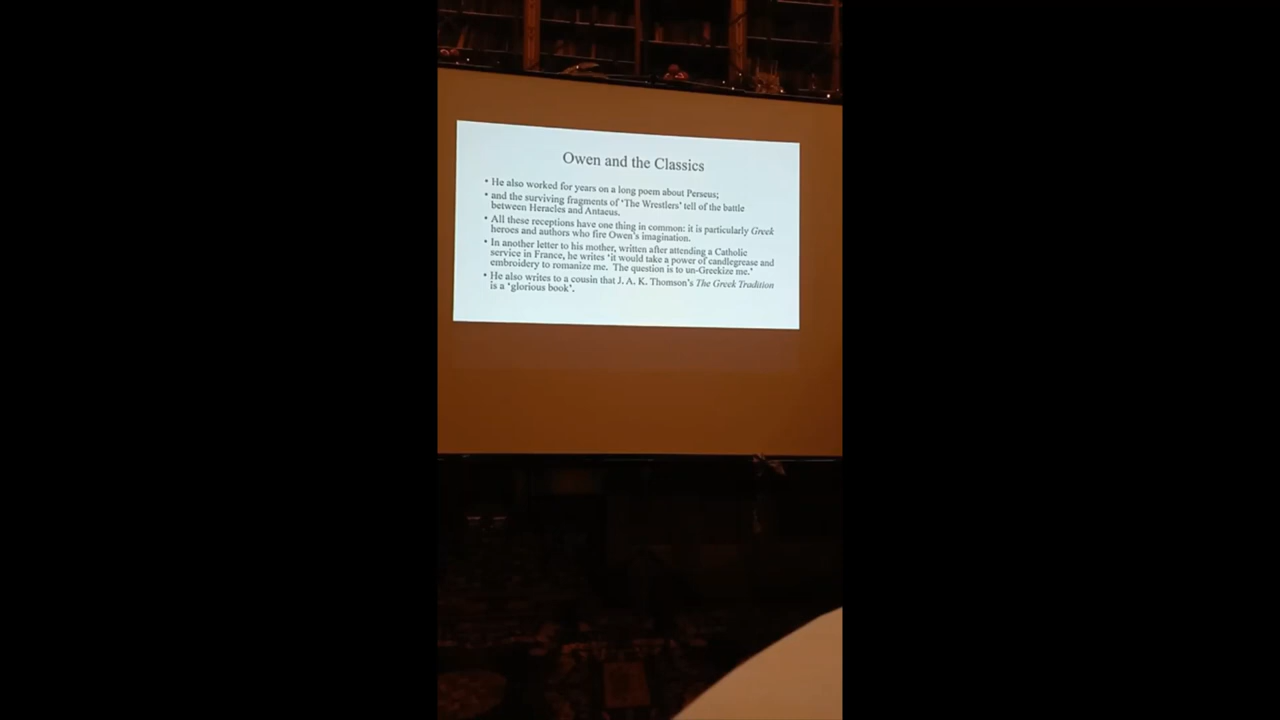 Owen and the Classics
• He also worked for years on a long poem about Perseus;
• and the surviving fragments of ‘The Wrestlers’ tell of the battle
between Heracles and Antaeus.
• All these receptions have one thing in common: it is particularly Greek
heroes and authors who fire Owen’s imagination.
• In another letter to his mother, written after attending a Catholic
service in France, he writes ‘it would take a power of candlegrease and
embroidery to romanize me. The question is to un-Greekize me.’
• He also writes to a cousin that J. A. K. Thomson’s The Greek Tradition
is a ‘glorious book’.